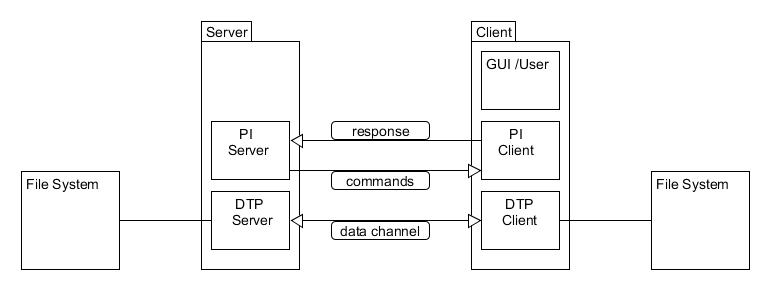 Server
Client
GUI /User
PI
Server
response
PI
Client
commands
File System
DTP
Server
data channel
DTP
Client
File System